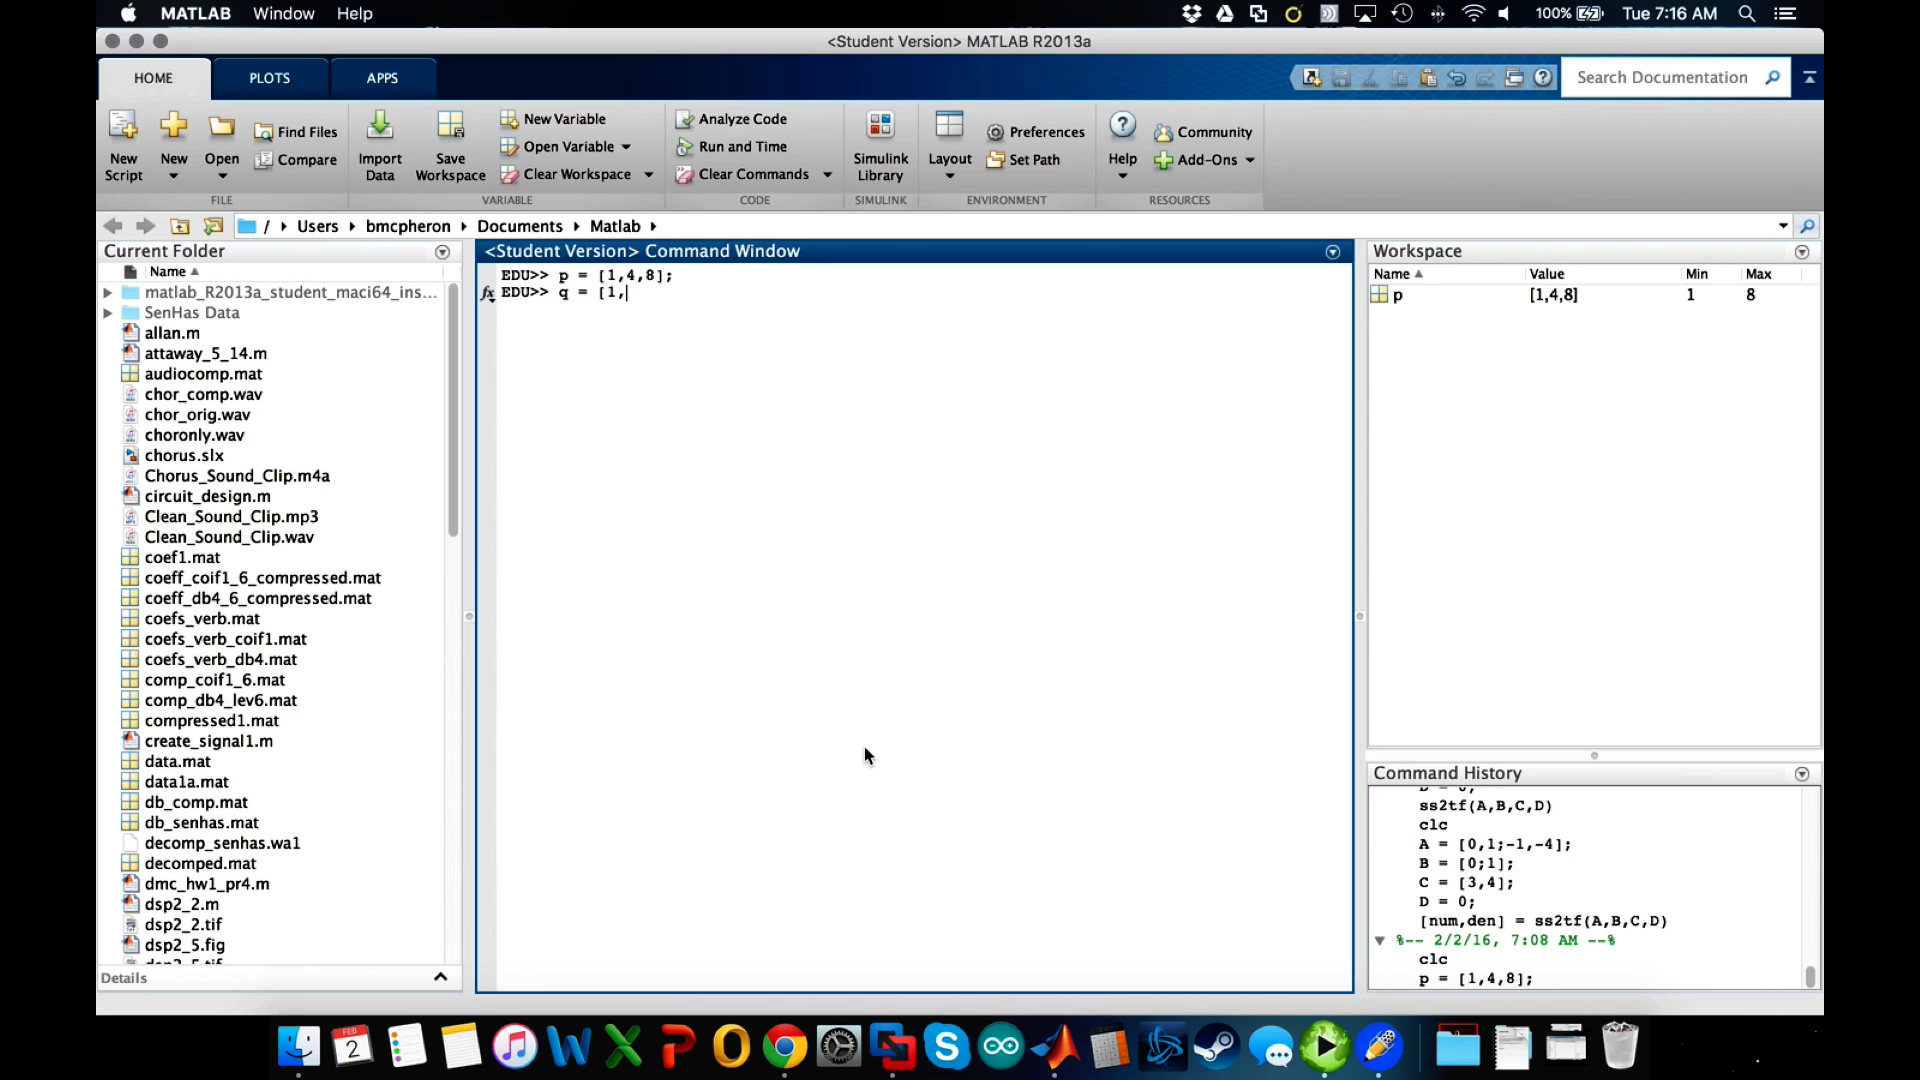 MATLAB Window Help
100% Tue 7:16 AM
<Student Version> MATLAB R2013a
HOME PLOTS APPS
Search Documentation
New Script
New
Open
Find Files
Compare
FILE
Import Data
Save Workspace
New Variable
Open Variable
Clear Workspace
VARIABLE
Analyze Code
Run and Time
Clear Commands
CODE
Simulink Library
SIMULINK
Layout
Preferences
Set Path
ENVIRONMENT
Help
Community
Add-Ons
RESOURCES
/ Users bmcpheron Documents Matlab
Current Folder
Name
matlab_R2013a_student_maci64_ins...
SenHas Data
allan.m
attaway_5_14.m
audiocomp.mat
chor_comp.wav
chor_orig.wav
choronly.wav
chorus.slx
Chorus_Sound_Clip.m4a
circuit_design.m
Clean_Sound_Clip.mp3
Clean_Sound_Clip.wav
coef1.mat
coeff_coif1_6_compressed.mat
coeff_db4_6_compressed.mat
coefs_verb.mat
coefs_verb_coif1.mat
coefs_verb_db4.mat
comp_coif1_6.mat
comp_db4_lev6.mat
compressed1.mat
create_signal1.m
data.mat
data1a.mat
db_comp.mat
db_senhas.mat
decomp_senhas.wa1
decomped.mat
dmc_hw1_pr4.m
dsp2_2.m
dsp2_2.tif
dsp2_5.fig
Details
<Student Version> Command Window
EDU>> p = [1,4,8];
fx EDU>> q = [1,
Workspace
Name Value Min Max
p [1,4,8] 1 8
Command History
ss2tf(A,B,C,D)
clc
A = [0,1;-1,-4];
B = [0;1];
C = [3,4];
D = 0;
[num,den] = ss2tf(A,B,C,D)
%-- 2/2/16, 7:08 AM --%
clc
p = [1,4,8];
FEB
2